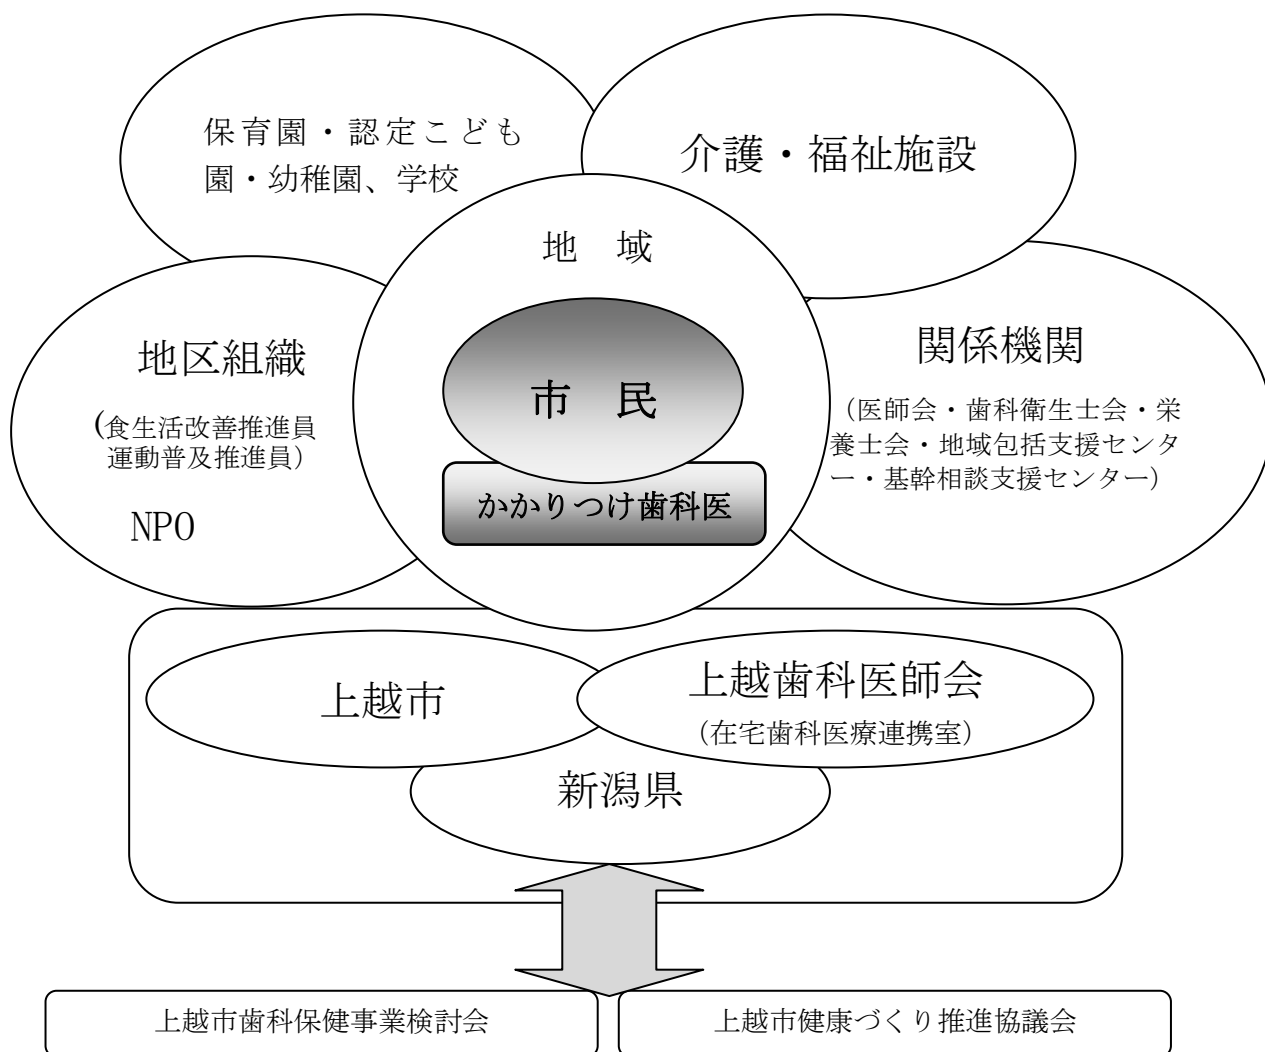 保育園・認定こども
園・幼稚園、学校
介護・福祉施設
地　域
地区組織
(食生活改善推進員
運動普及推進員）
NPO
市　民
かかりつけ歯科医
関係機関
（医師会・歯科衛生士会・栄
養士会・地域包括支援センタ
ー・基幹相談支援センター）
上越市
上越歯科医師会
（在宅歯科医療連携室）
新潟県
上越市歯科保健事業検討会
上越市健康づくり推進協議会